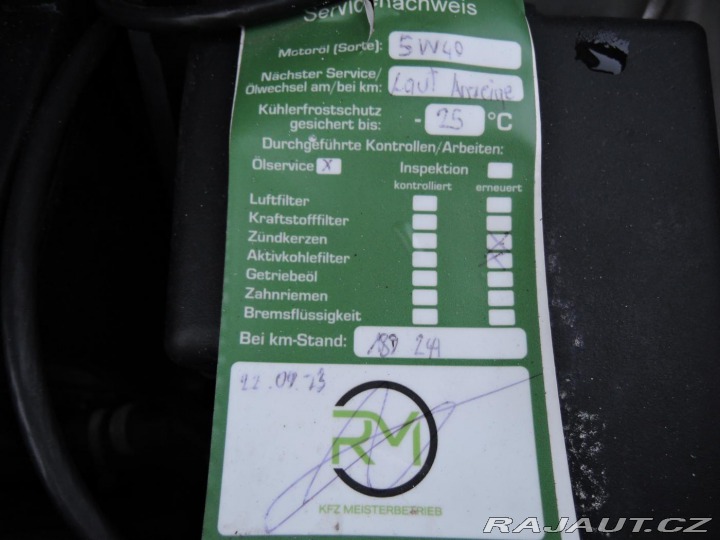 Servicenachweis
Motoröl (Sorte): 5W40
Nächster Service/
Ölwechsel am/bei km: Laut Anzeige
Kühlerfrostschutz
gesichert bis: - 25 °C
Durchgeführte Kontrollen/Arbeiten:
Ölservice x Inspektion
kontrolliert erneuert
Luftfilter
Kraftstofffilter
Zündkerzen x
Aktivkohlefilter x
Getriebeöl
Zahnriemen
Bremsflüssigkeit
Bei km-Stand:
RM
KFZ MEISTERBETRIEB
RAJAUT.CZ